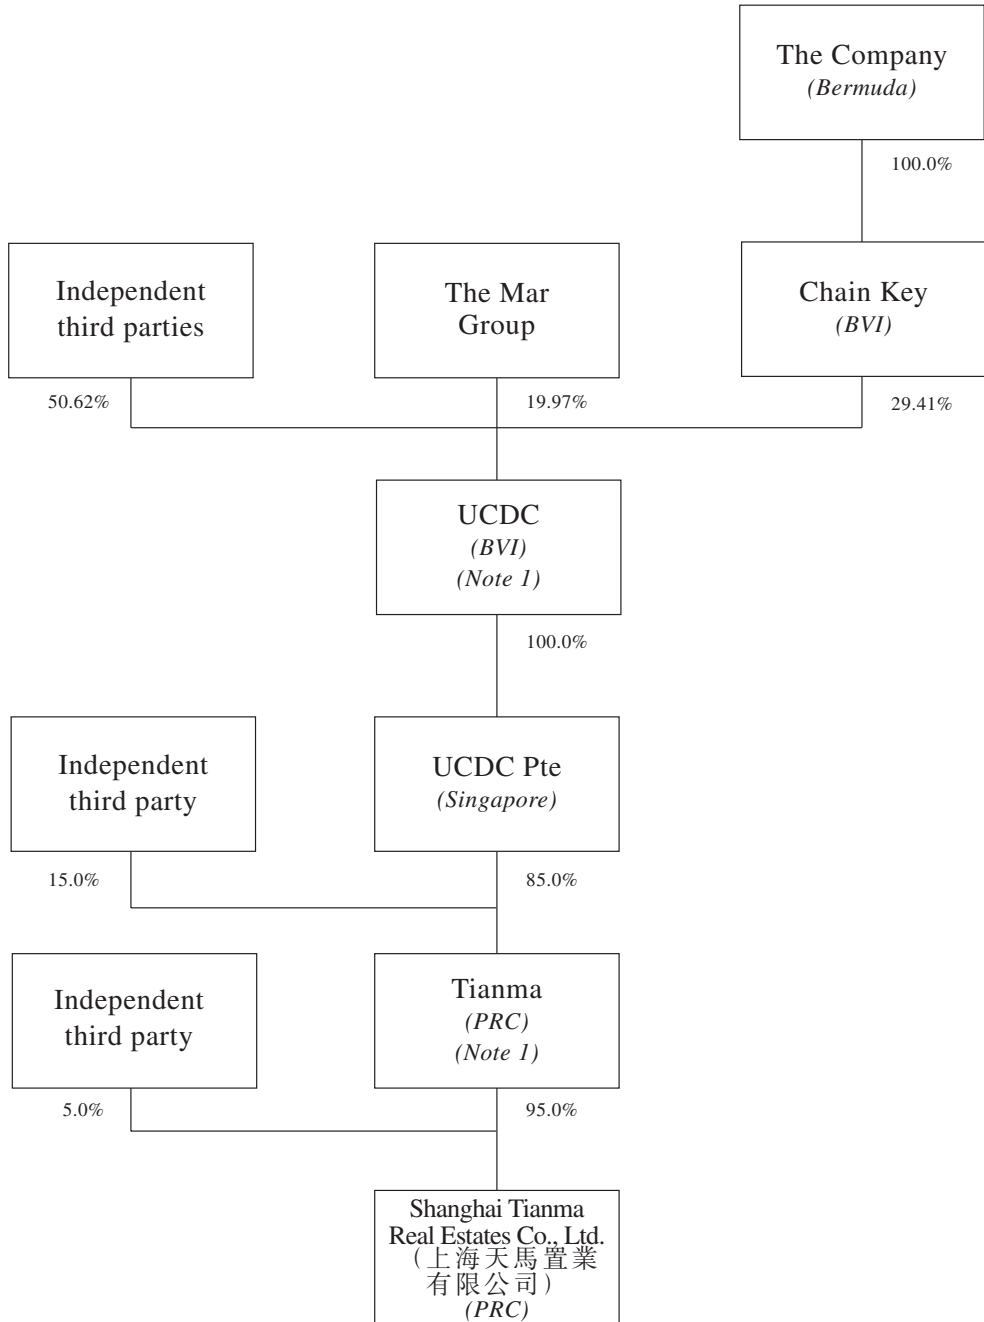 The Company
(Bermuda)
100.0%
Independent
third parties
The Mar
Group
Chain Key
(BVI)
50.62%
19.97%
29.41%
UCDC
(BVI)
(Note 1)
100.0%
Independent
third party
UCDC Pte
(Singapore)
15.0%
85.0%
Independent
third party
Tianma
(PRC)
(Note 1)
5.0%
95.0%
Shanghai Tianma
Real Estates Co., Ltd.
(上海天馬置業
有限公司)
(PRC)